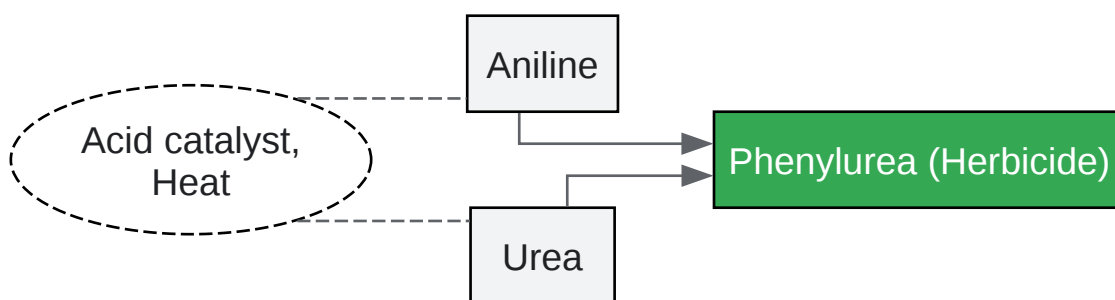 Aniline
Acid catalyst,
Heat
Phenylurea (Herbicide)
Urea